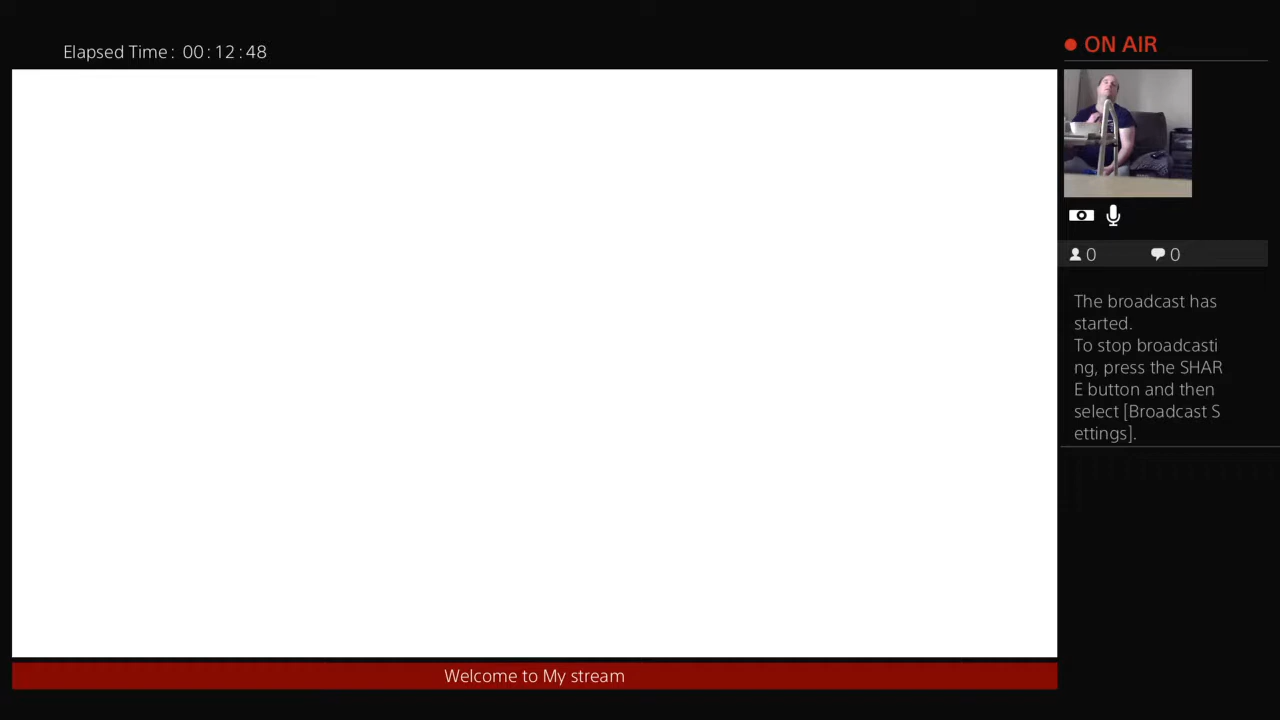 Elapsed Time: 00:12:48
ON AIR
0 0
The broadcast has
started.
To stop broadcasti
ng, press the SHAR
E button and then
select [Broadcast S
ettings].
Welcome to My stream